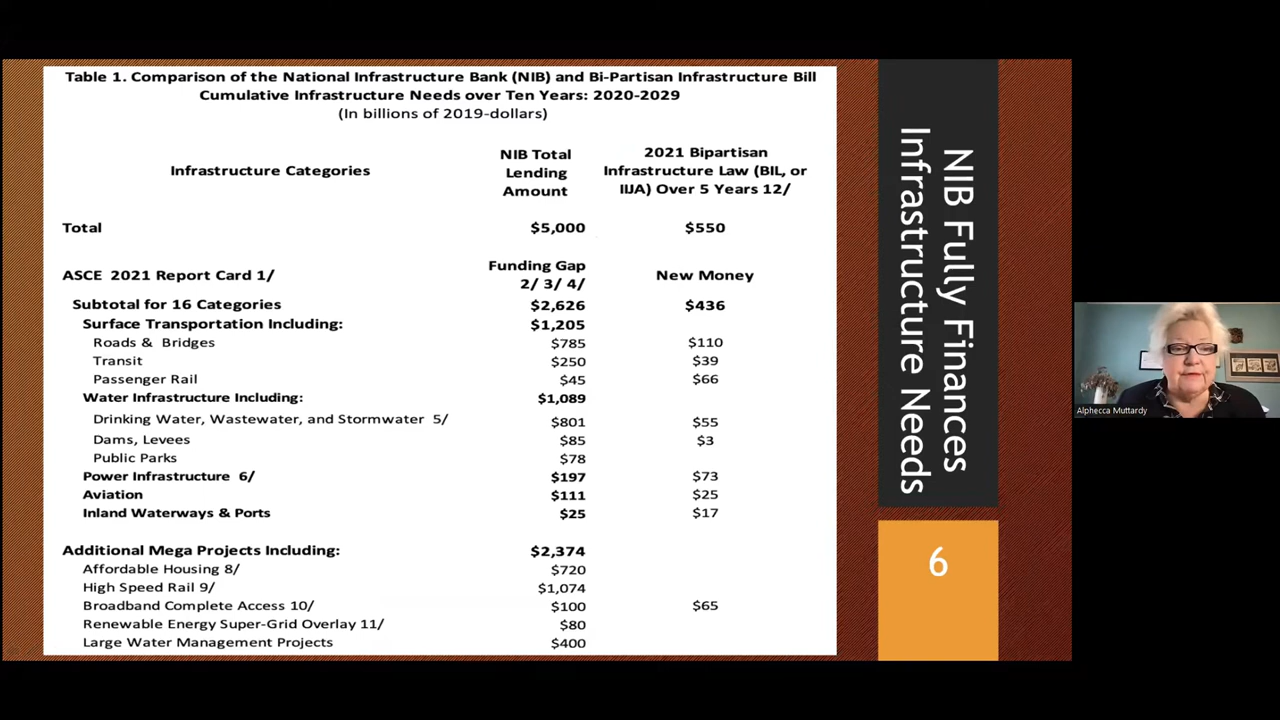 Table 1. Comparison of the National Infrastructure Bank (NIB) and Bi-Partisan Infrastructure Bill
Cumulative Infrastructure Needs over Ten Years: 2020-2029
(In billions of 2019-dollars)
Infrastructure Categories
NIB Total
Lending
Amount
2021 Bipartisan
Infrastructure Law (BIL, or
IIJA) Over 5 Years 12/
Total $5,000 $550
ASCE 2021 Report Card 1/
Funding Gap
2/ 3/ 4/
New Money
Subtotal for 16 Categories $2,626 $436
Surface Transportation Including: $1,205
Roads & Bridges $785 $110
Transit $250 $39
Passenger Rail $45 $66
Water Infrastructure Including: $1,089
Drinking Water, Wastewater, and Stormwater 5/ $801 $55
Dams, Levees $85 $3
Public Parks $78
Power Infrastructure 6/ $197 $73
Aviation $111 $25
Inland Waterways & Ports $25 $17
Additional Mega Projects Including: $2,374
Affordable Housing 8/ $720
High Speed Rail 9/ $1,074
Broadband Complete Access 10/ $100 $65
Renewable Energy Super-Grid Overlay 11/ $80
Large Water Management Projects $400
NIB Fully Finances
Infrastructure Needs
6
Alphecca Muttardy